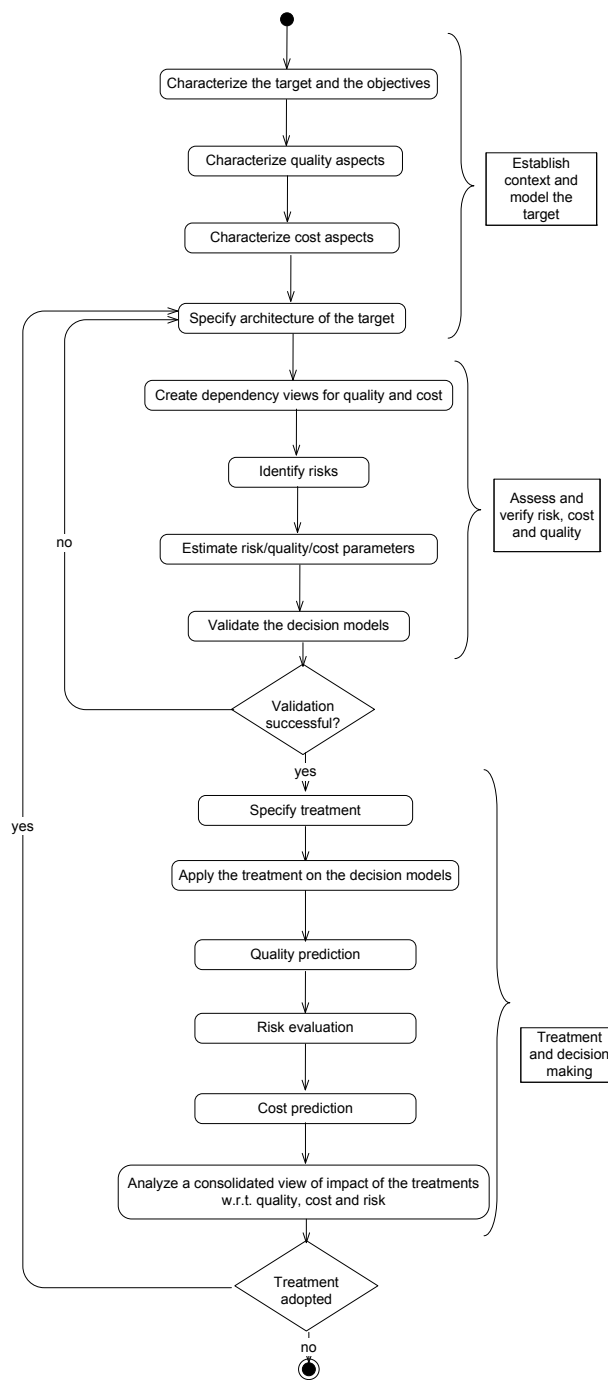 Characterize the target and the objectives
Characterize quality aspects
Establish
context and
model the
target
Characterize cost aspects
Specify architecture of the target
Create dependency views for quality and cost
Identify risks
Assess and
verify risk, cost
and quality
no
Estimate risk/quality/cost parameters
Validate the decision models
Validation
successful?
yes
Specify treatment
yes
Apply the treatment on the decision models
Quality prediction
Risk evaluation
Treatment
and decision
making
Cost prediction
Analyze a consolidated view of impact of the treatments
w.r.t. quality, cost and risk
Treatment
adopted
no